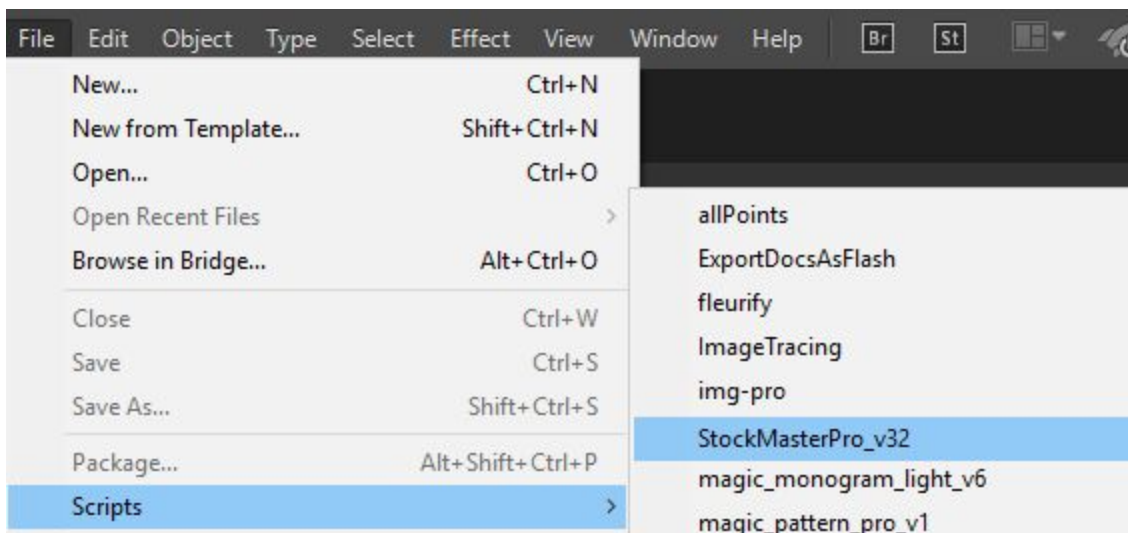 File Edit Object Type Select Effect View Window Help Br St
New... Ctrl+N
New from Template... Shift+Ctrl+N
Open... Ctrl+O
Open Recent Files >
Browse in Bridge... Alt+Ctrl+O
Close Ctrl+W
Save Ctrl+S
Save As... Shift+Ctrl+S
Package... Alt+Shift+Ctrl+P
Scripts >
allPoints
ExportDocsAsFlash
fleurify
ImageTracing
img-pro
StockMasterPro_v32
magic_monogram_light_v6
magic_pattern_pro_v1